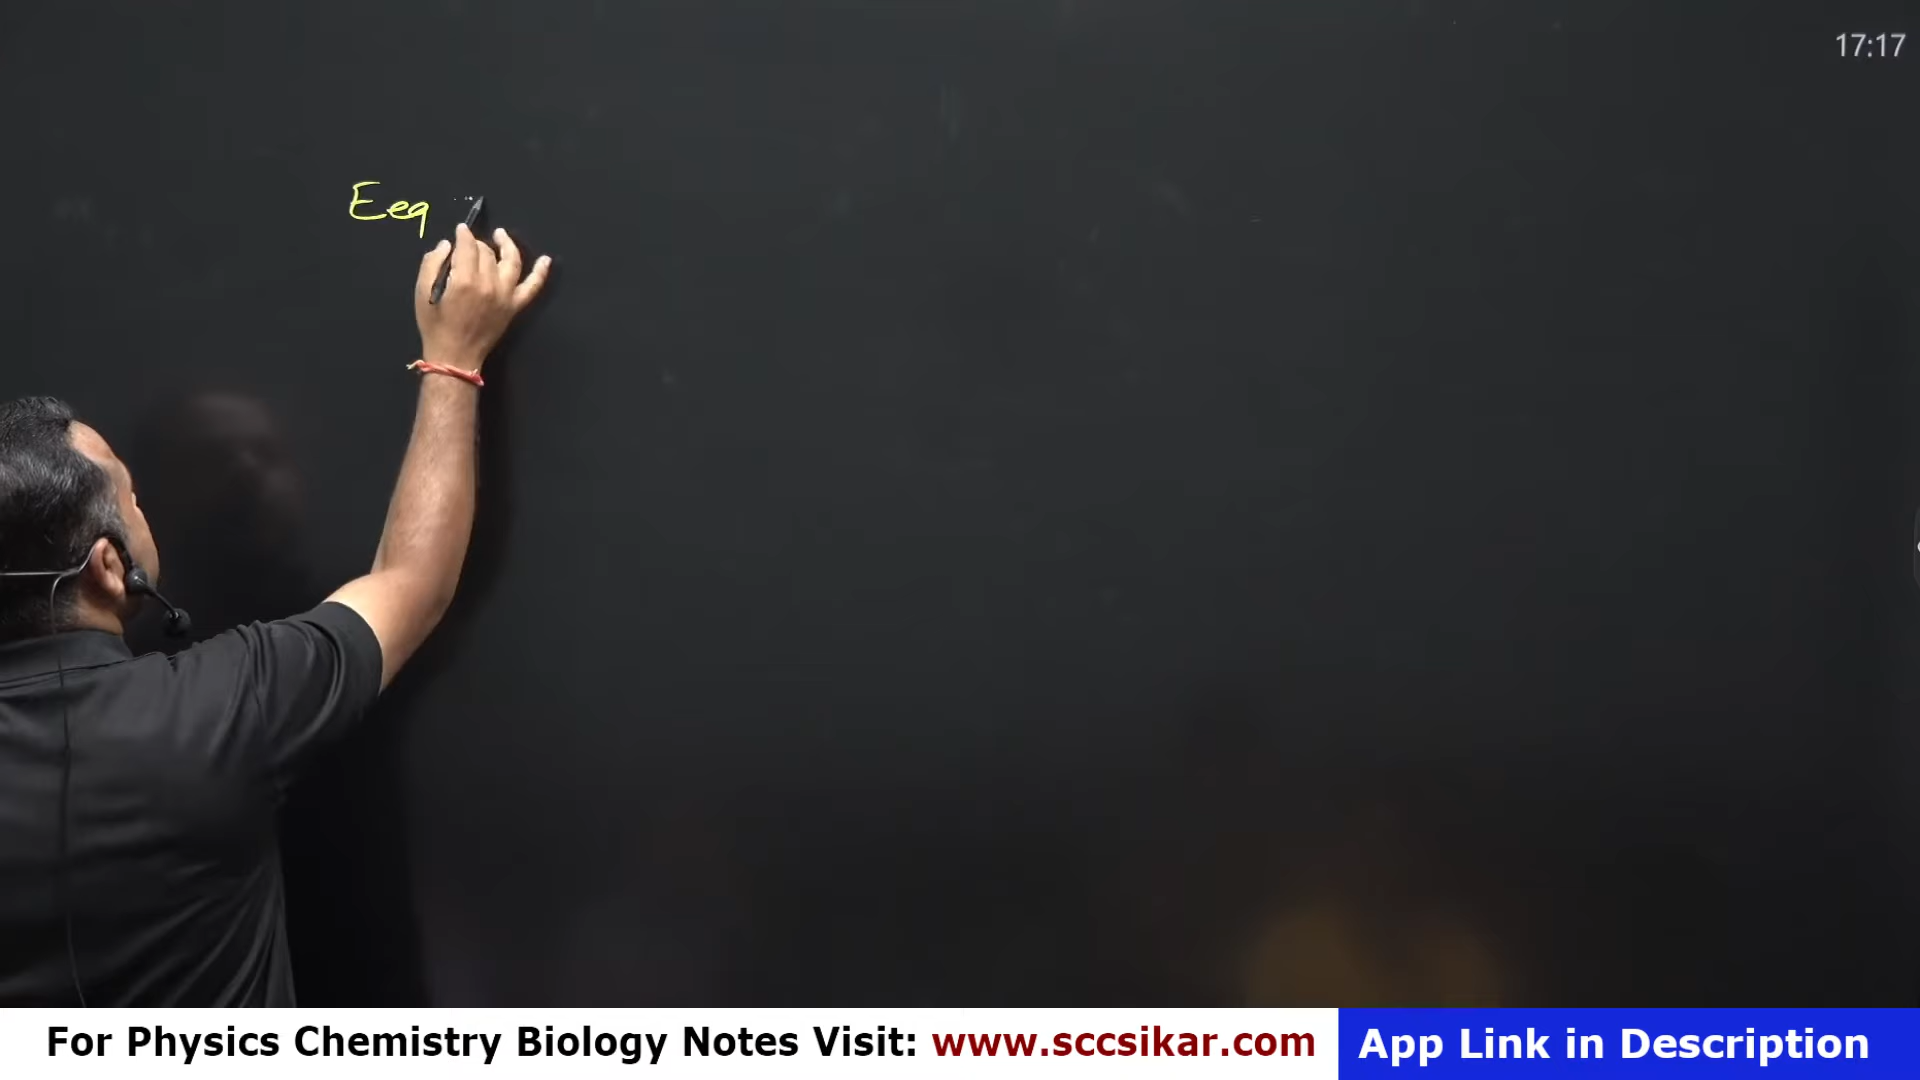 17:17
Eeq
For Physics Chemistry Biology Notes Visit: www.sccsikar.com App Link in Description